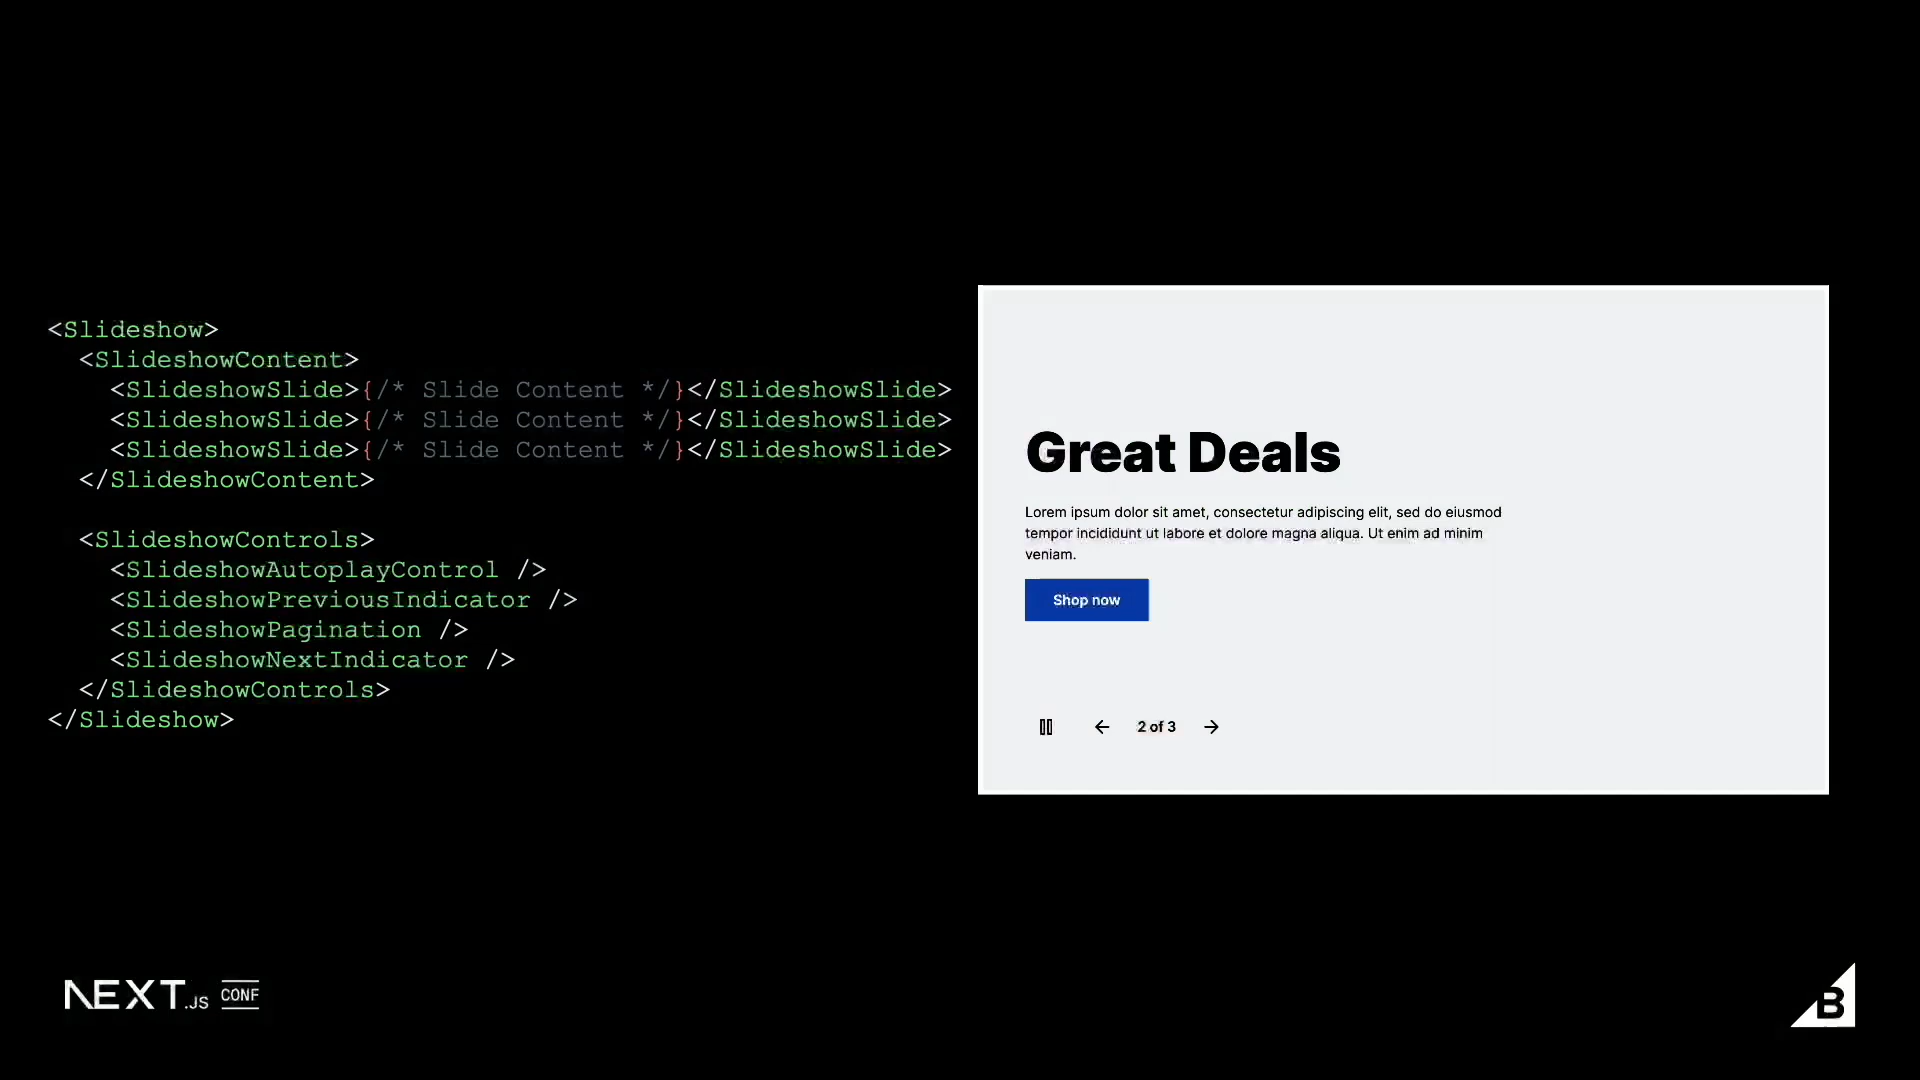 <Slideshow>
  <SlideshowContent>
    <SlideshowSlide>{/* Slide Content */}</SlideshowSlide>
    <SlideshowSlide>{/* Slide Content */}</SlideshowSlide>
    <SlideshowSlide>{/* Slide Content */}</SlideshowSlide>
  </SlideshowContent>

  <SlideshowControls>
    <SlideshowAutoplayControl />
    <SlideshowPreviousIndicator />
    <SlideshowPagination />
    <SlideshowNextIndicator />
  </SlideshowControls>
</Slideshow>
Great Deals
Lorem ipsum dolor sit amet, consectetur adipiscing elit, sed do eiusmod
tempor incididunt ut labore et dolore magna aliqua. Ut enim ad minim
veniam.
Shop now
2 of 3
NEXT.JS CONF
B